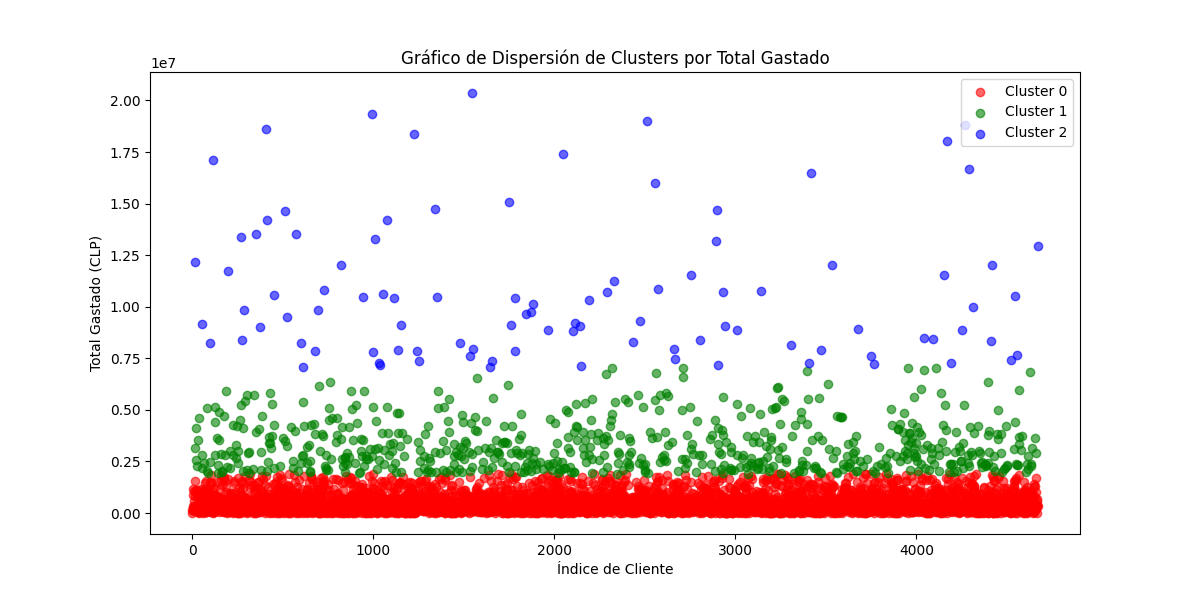 Gráfico de Dispersión de Clusters por Total Gastado
1e7
Cluster 0
Cluster 1
Cluster 2
2.00
1.75
1.50
1.25
1.00
0.75
0.50
0.25
0.00
Total Gastado (CLP)
0 1000 2000 3000 4000
Índice de Cliente